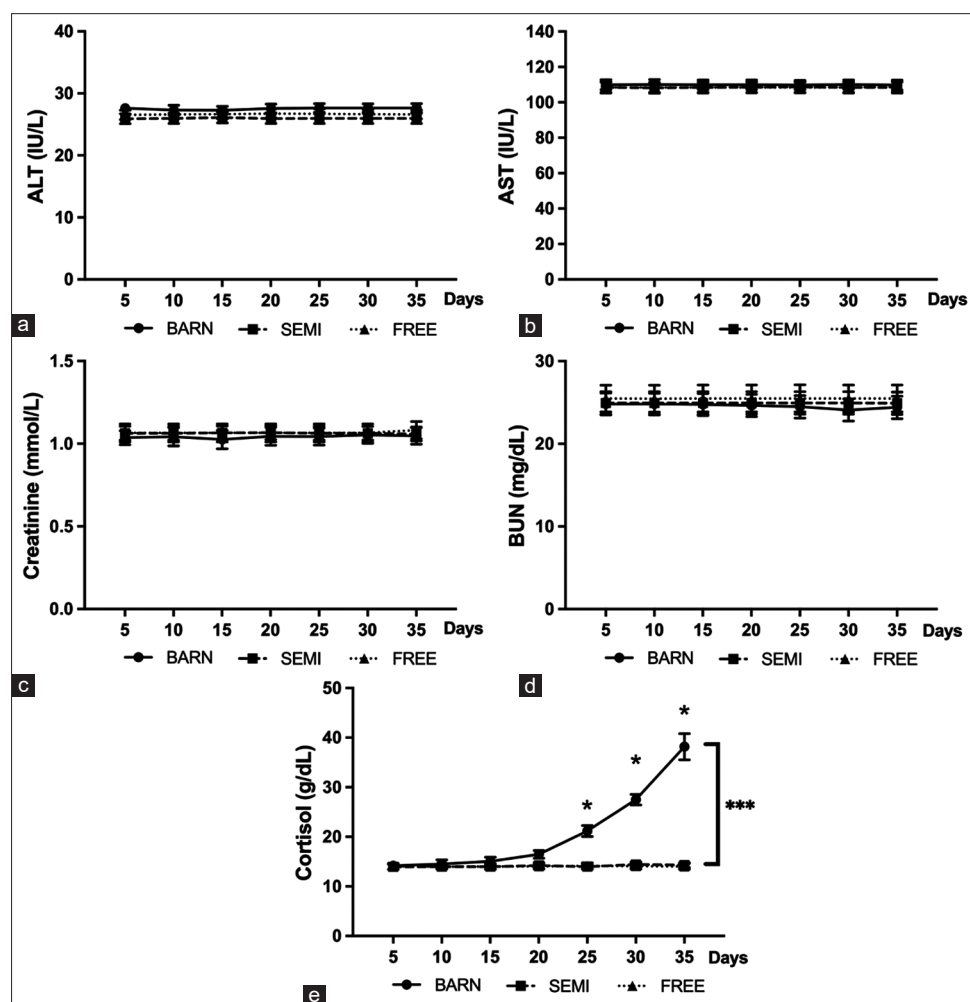 40
30
20
10
0
ALT (IU/L)
5 10 15 20 25 30 35 Days
a
BARN SEMI FREE
140
120
100
80
60
40
20
0
AST (IU/L)
5 10 15 20 25 30 35 Days
b
BARN SEMI FREE
1.5
1.0
0.5
0.0
Creatinine (mmol/L)
5 10 15 20 25 30 35 Days
c
BARN SEMI FREE
30
20
10
0
BUN (mg/dL)
5 10 15 20 25 30 35 Days
d
BARN SEMI FREE
50
40
30
20
10
0
Cortisol (g/dL)
* * *
***
5 10 15 20 25 30 35 Days
e
BARN SEMI FREE